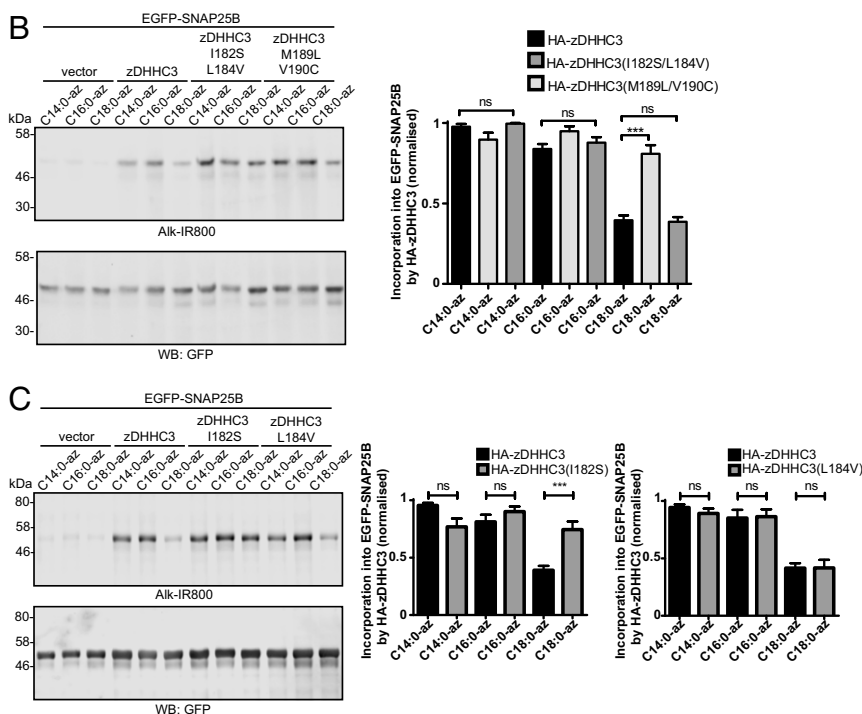 B
EGFP-SNAP25B
vector
zDHHC3
zDHHC3
I182S
L184V
zDHHC3
M189L
V190C
C14:0-az
C16:0-az
C18:0-az
C14:0-az
C16:0-az
C18:0-az
C14:0-az
C16:0-az
C18:0-az
C14:0-az
C16:0-az
C18:0-az
kDa
58-
46-
30-
Alk-IR800
58-
46-
30-
WB: GFP
HA-zDHHC3
HA-zDHHC3(I182S/L184V)
HA-zDHHC3(M189L/V190C)
Incorporation into EGFP-SNAP25B
by HA-zDHHC3 (normalised)
1
0.5
0
ns
ns
ns
***
C14:0-az
C14:0-az
C14:0-az
C16:0-az
C16:0-az
C16:0-az
C18:0-az
C18:0-az
C18:0-az
C
EGFP-SNAP25B
vector
zDHHC3
zDHHC3
I182S
zDHHC3
L184V
C14:0-az
C16:0-az
C18:0-az
C14:0-az
C16:0-az
C18:0-az
C14:0-az
C16:0-az
C18:0-az
C14:0-az
C16:0-az
C18:0-az
kDa
80-
58-
46-
Alk-IR800
80-
58-
46-
WB: GFP
HA-zDHHC3
HA-zDHHC3(I182S)
Incorporation into EGFP-SNAP25B
by HA-zDHHC3 (normalised)
1
0.5
0
ns
ns
***
C14:0-az
C14:0-az
C16:0-az
C16:0-az
C18:0-az
C18:0-az
HA-zDHHC3
HA-zDHHC3(L184V)
Incorporation into EGFP-SNAP25B
by HA-zDHHC3 (normalised)
1
0.5
0
ns
ns
ns
C14:0-az
C14:0-az
C16:0-az
C16:0-az
C18:0-az
C18:0-az